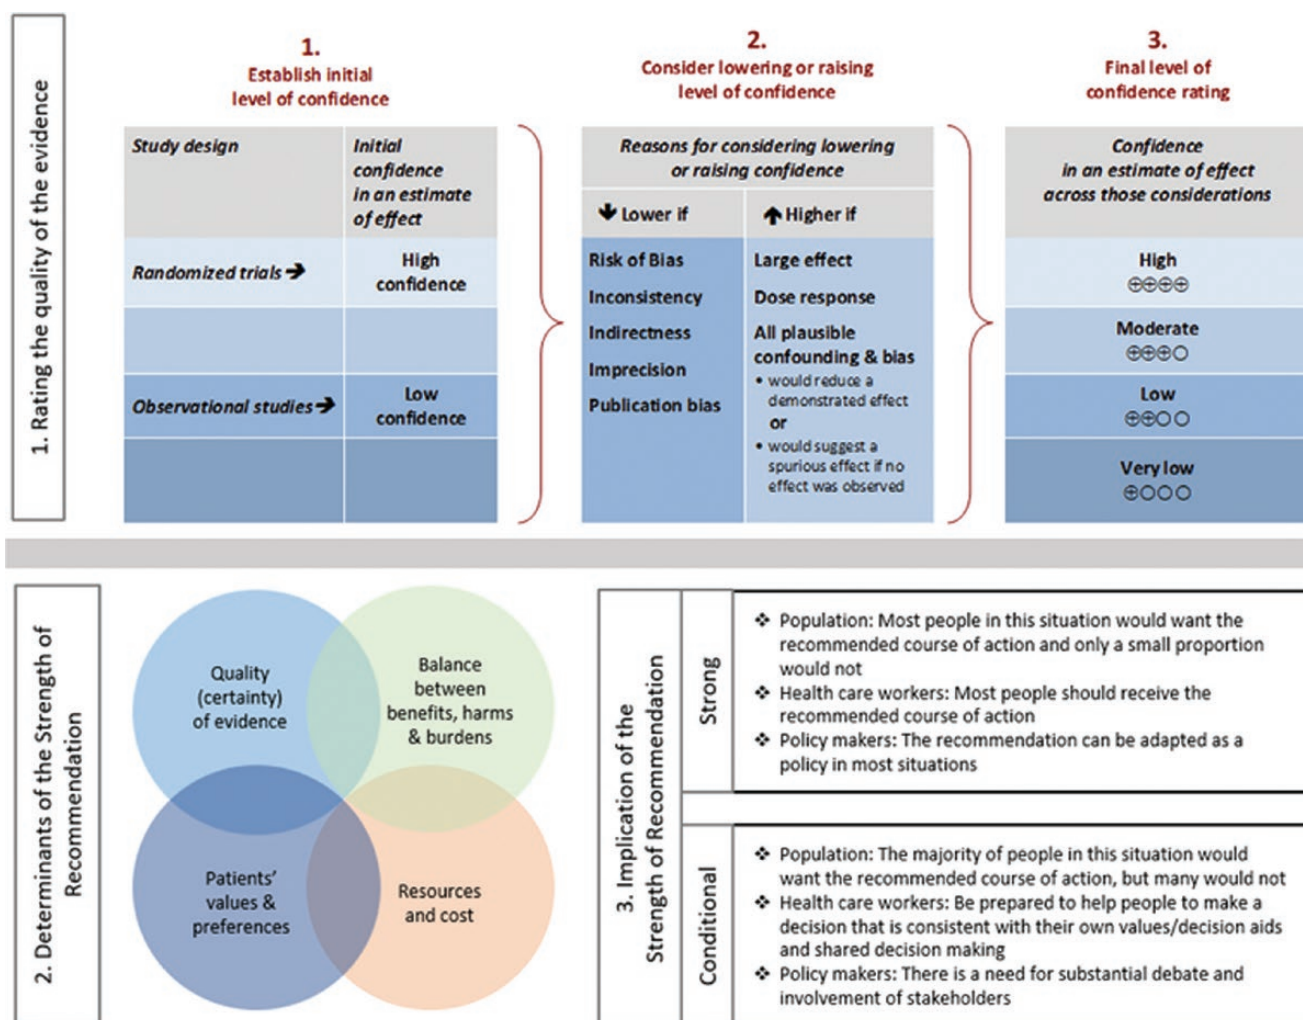 1. Rating the quality of the evidence
1.
Establish initial
level of confidence
Study design
Initial
confidence
in an estimate
of effect
Randomized trials ➔
High
confidence
Observational studies ➔
Low
confidence
2.
Consider lowering or raising
level of confidence
Reasons for considering lowering
or raising confidence
🡇 Lower if
🡅 Higher if
Risk of Bias
Inconsistency
Indirectness
Imprecision
Publication bias
Large effect
Dose response
All plausible
confounding & bias
• would reduce a
demonstrated effect
or
• would suggest a
spurious effect if no
effect was observed
3.
Final level of
confidence rating
Confidence
in an estimate of effect
across those considerations
High
⊕⊕⊕⊕
Moderate
⊕⊕⊕○
Low
⊕⊕○○
Very low
⊕○○○
2. Determinants of the Strength of
Recommendation
Quality
(certainty)
of evidence
Balance
between
benefits, harms
& burdens
Patients’
values &
preferences
Resources
and cost
3. Implication of the
Strength of Recommendation
Strong
❖ Population: Most people in this situation would want the
recommended course of action and only a small proportion
would not
❖ Health care workers: Most people should receive the
recommended course of action
❖ Policy makers: The recommendation can be adapted as a
policy in most situations
Conditional
❖ Population: The majority of people in this situation would
want the recommended course of action, but many would not
❖ Health care workers: Be prepared to help people to make a
decision that is consistent with their own values/decision aids
and shared decision making
❖ Policy makers: There is a need for substantial debate and
involvement of stakeholders